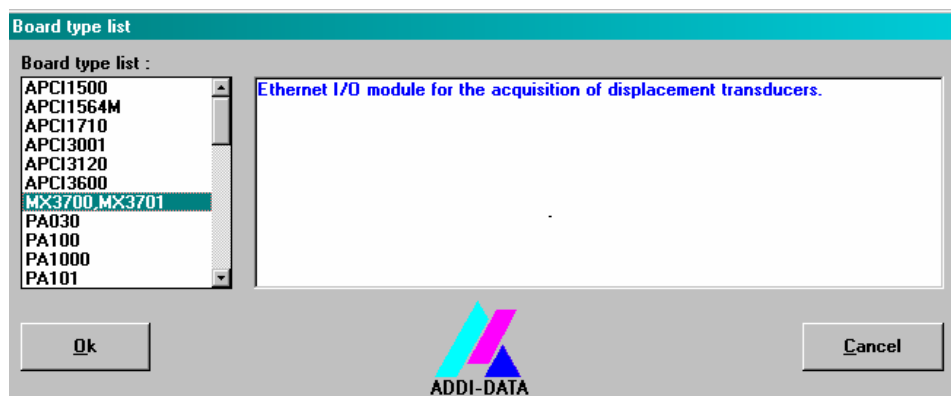 Board type list
Board type list :
APCI1500
APCI1564M
APCI1710
APCI3001
APCI3120
APCI3600
MX3700,MX3701
PA030
PA100
PA1000
PA101
Ethernet I/O module for the acquisition of displacement transducers.
Ok
ADDI-DATA
Cancel